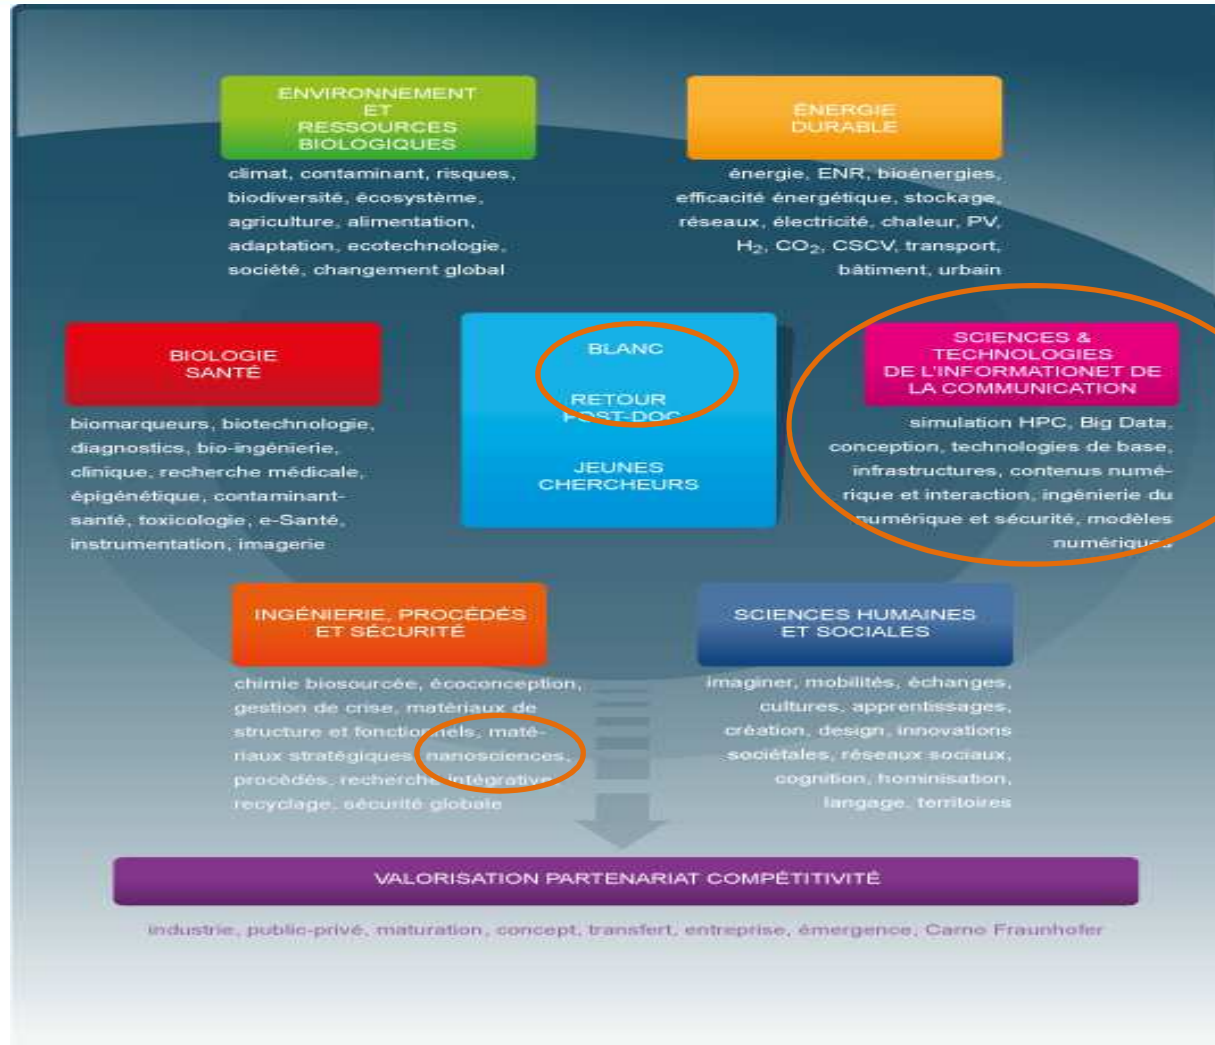 ENVIRONNEMENT
ET
RESSOURCES
BIOLOGIQUES
climat, contaminant, risques,
biodiversité, écosystème,
agriculture, alimentation,
adaptation, ecotechnologie,
société, changement global
ÉNERGIE
DURABLE
énergie, ENR, bioénergies,
efficacité énergétique, stockage,
réseaux, électricité, chaleur, PV,
H₂, CO₂, CSCV, transport,
bâtiment, urbain
BIOLOGIE
SANTÉ
biomarqueurs, biotechnologie,
diagnostics, bio-ingénierie,
clinique, recherche médicale,
épigénétique, contaminant-
santé, toxicologie, e-Santé,
instrumentation, imagerie
BLANC
RETOUR
POST-DOC
JEUNES
CHERCHEURS
SCIENCES &
TECHNOLOGIES
DE L'INFORMATIONET DE
LA COMMUNICATION
simulation HPC, Big Data,
conception, technologies de base,
infrastructures, contenus numé-
rique et interaction, ingénierie du
numérique et sécurité, modèles
numériques
INGÉNIERIE, PROCÉDÉS
ET SÉCURITÉ
chimie biosourcée, écoconception,
gestion de crise, matériaux de
structure et fonctionnels, maté-
riaux stratégiques, nanosciences,
procédés, recherche intégrative,
recyclage, sécurité globale
SCIENCES HUMAINES
ET SOCIALES
imaginer, mobilités, échanges,
cultures, apprentissages,
création, design, innovations
sociétales, réseaux sociaux,
cognition, hominisation,
langage, territoires
VALORISATION PARTENARIAT COMPÉTITIVITÉ
industrie, public-privé, maturation, concept, transfert, entreprise, émergence, Carno Fraunhofer